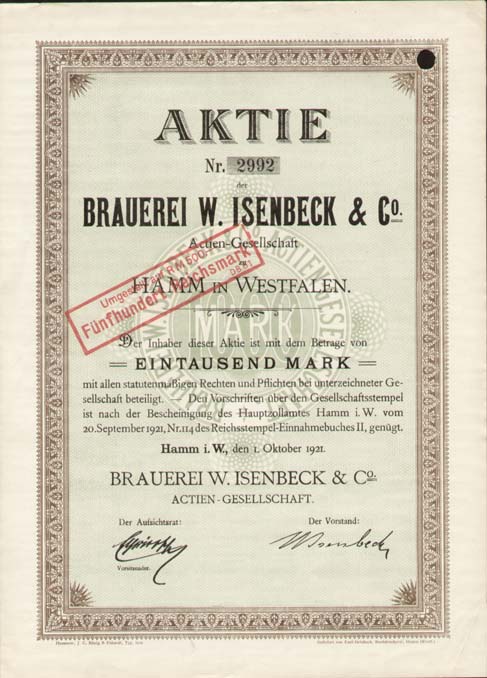 AKTIE
Nr. 2992
der
BRAUEREI W. ISENBECK & Co.
Actien-Gesellschaft
zu
HAMM IN WESTFALEN.
Umgestellt auf RM 500.-
Fünfhundert Reichsmark
MARK
Der Inhaber dieser Aktie ist mit dem Betrage von
EINTAUSEND MARK
mit allen statutenmäßigen Rechten und Pflichten bei unterzeichneter Ge-
sellschaft beteiligt. — Den Vorschriften über den Gesellschaftsstempel
ist nach der Bescheinigung des Hauptzollamtes Hamm i. W. vom
20. September 1921, Nr. 114 des Reichsstempel-Einnahmebuches II, genügt.
Hamm i. W., den 1. Oktober 1921.
BRAUEREI W. ISENBECK & Co.
ACTIEN-GESELLSCHAFT.
Der Aufsichtsrat: Der Vorstand:
W Isenbeck
Vorsitzender.